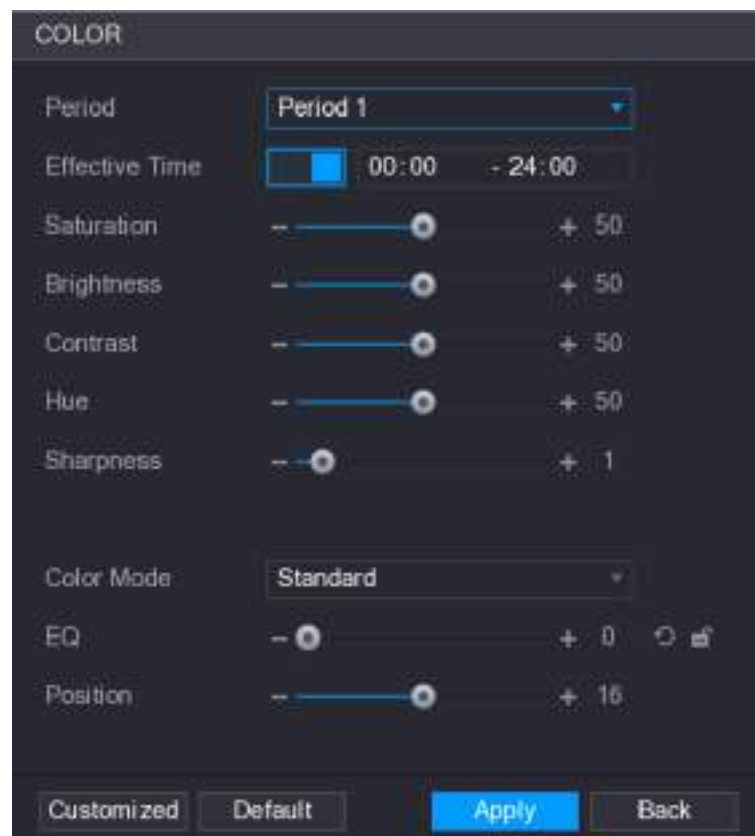 COLOR
Period Period 1
Effective Time 00:00 - 24:00
Saturation - + 50
Brightness - + 50
Contrast - + 50
Hue - + 50
Sharpness - + 1
Color Mode Standard
EQ - + 0
Position - + 16
Customized Default Apply Back